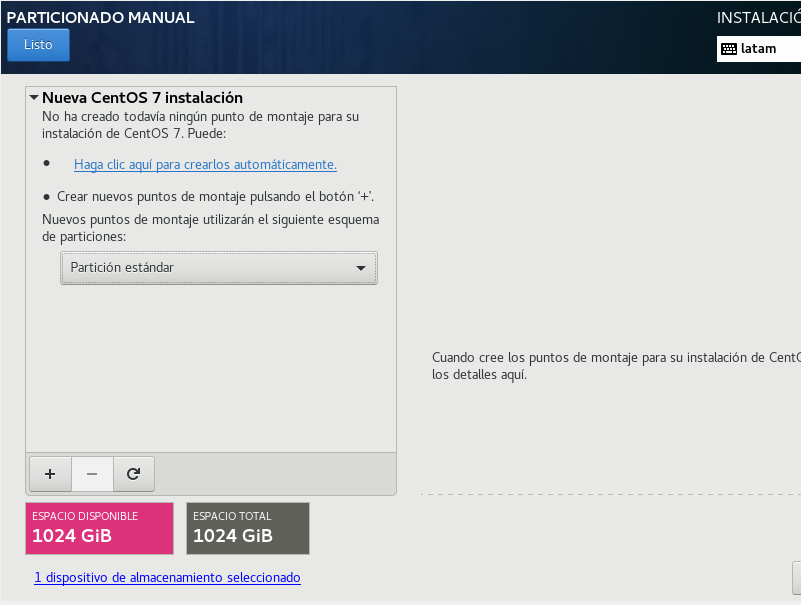 PARTICIONADO MANUAL
INSTALACIÓ
Listo
latam
Nueva CentOS 7 instalación
No ha creado todavía ningún punto de montaje para su
instalación de CentOS 7. Puede:
● Haga clic aquí para crearlos automáticamente.
● Crear nuevos puntos de montaje pulsando el botón ‘+’.
Nuevos puntos de montaje utilizarán el siguiente esquema
de particiones:
Partición estándar
Cuando cree los puntos de montaje para su instalación de CentO
los detalles aquí.
+ −
ESPACIO DISPONIBLE
1024 GiB
ESPACIO TOTAL
1024 GiB
1 dispositivo de almacenamiento seleccionado